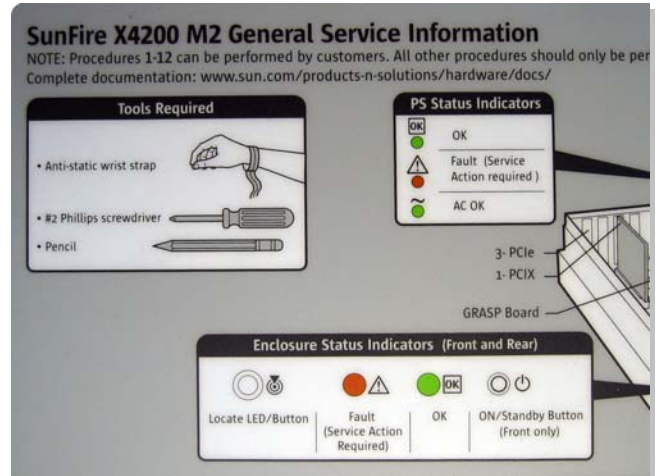 SunFire X4200 M2 General Service Information
NOTE: Procedures 1-12 can be performed by customers. All other procedures should only be per
Complete documentation: www.sun.com/products-n-solutions/hardware/docs/
Tools Required
• Anti-static wrist strap
• #2 Phillips screwdriver
• Pencil
PS Status Indicators
OK
OK
Fault (Service
Action required )
AC OK
3- PCIe
1- PCIX
GRASP Board
Enclosure Status Indicators (Front and Rear)
OK
Locate LED/Button
Fault
(Service Action
Required)
OK
ON/Standby Button
(Front only)